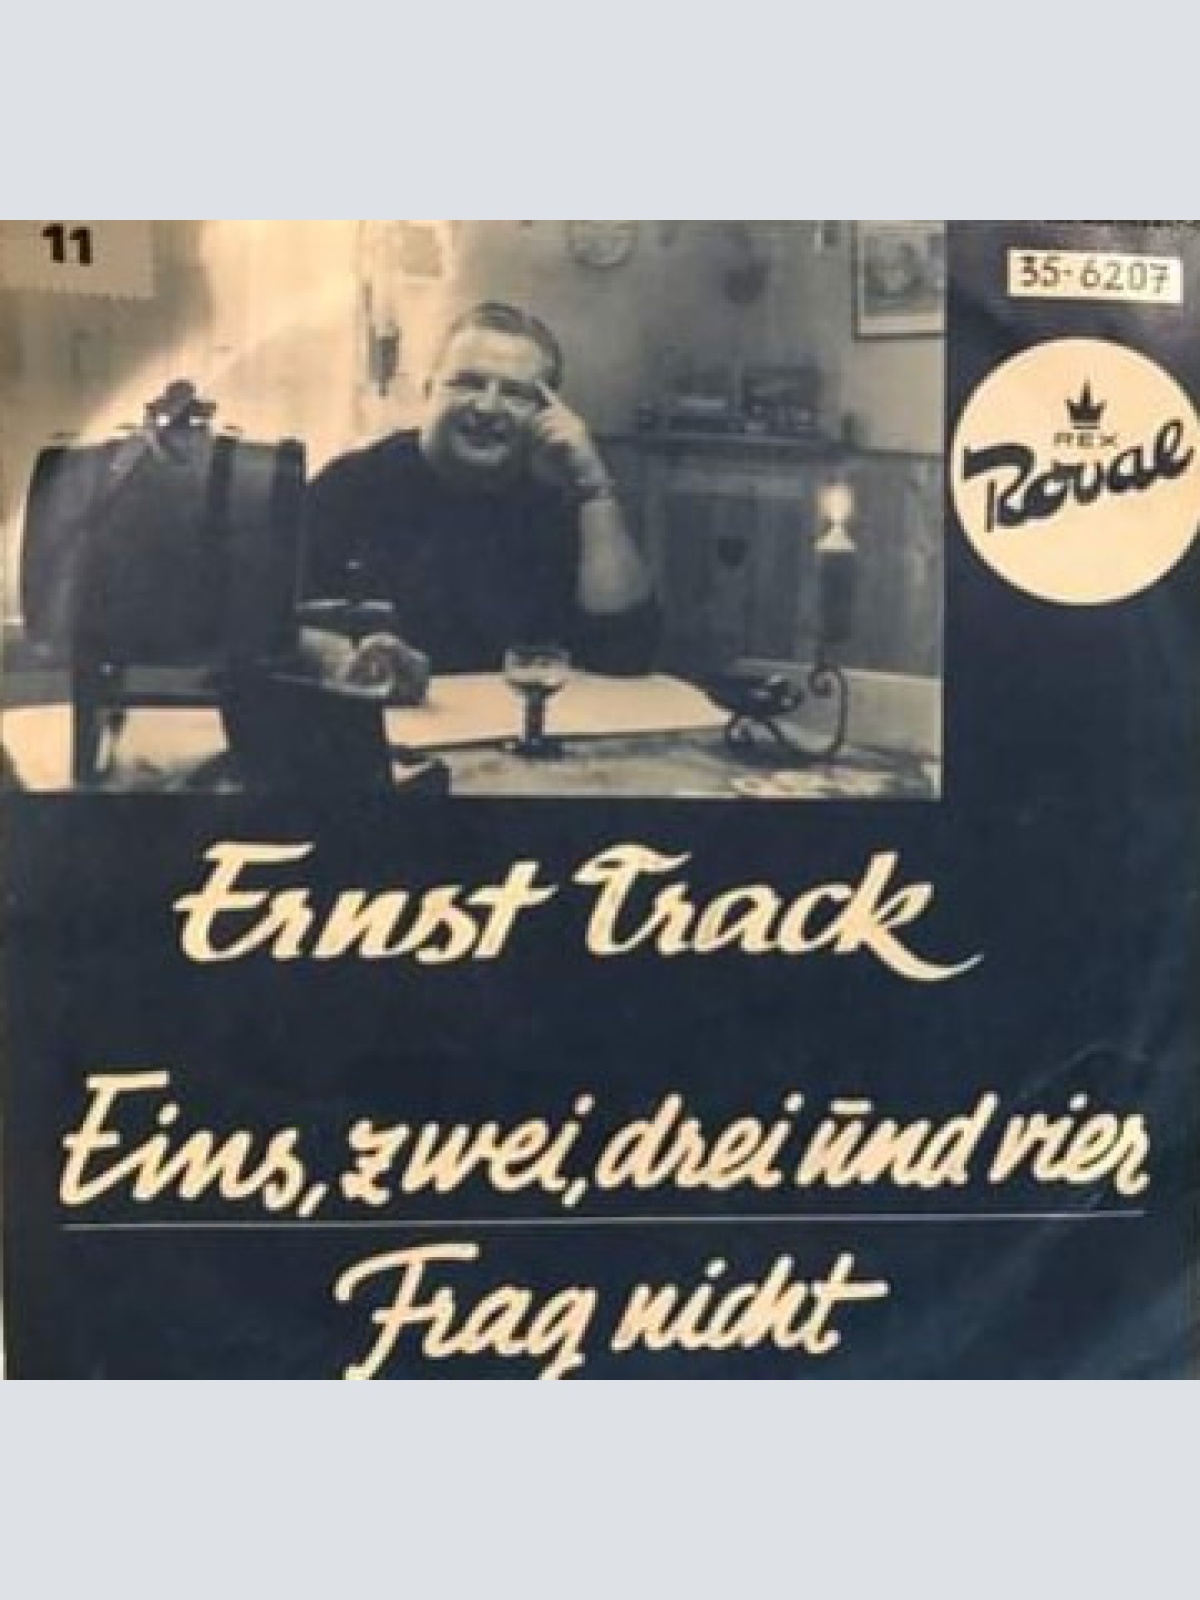 11
35-6207
REX
Royal
Ernst Track
Eins, zwei, drei ūnd vier
Frag nicht